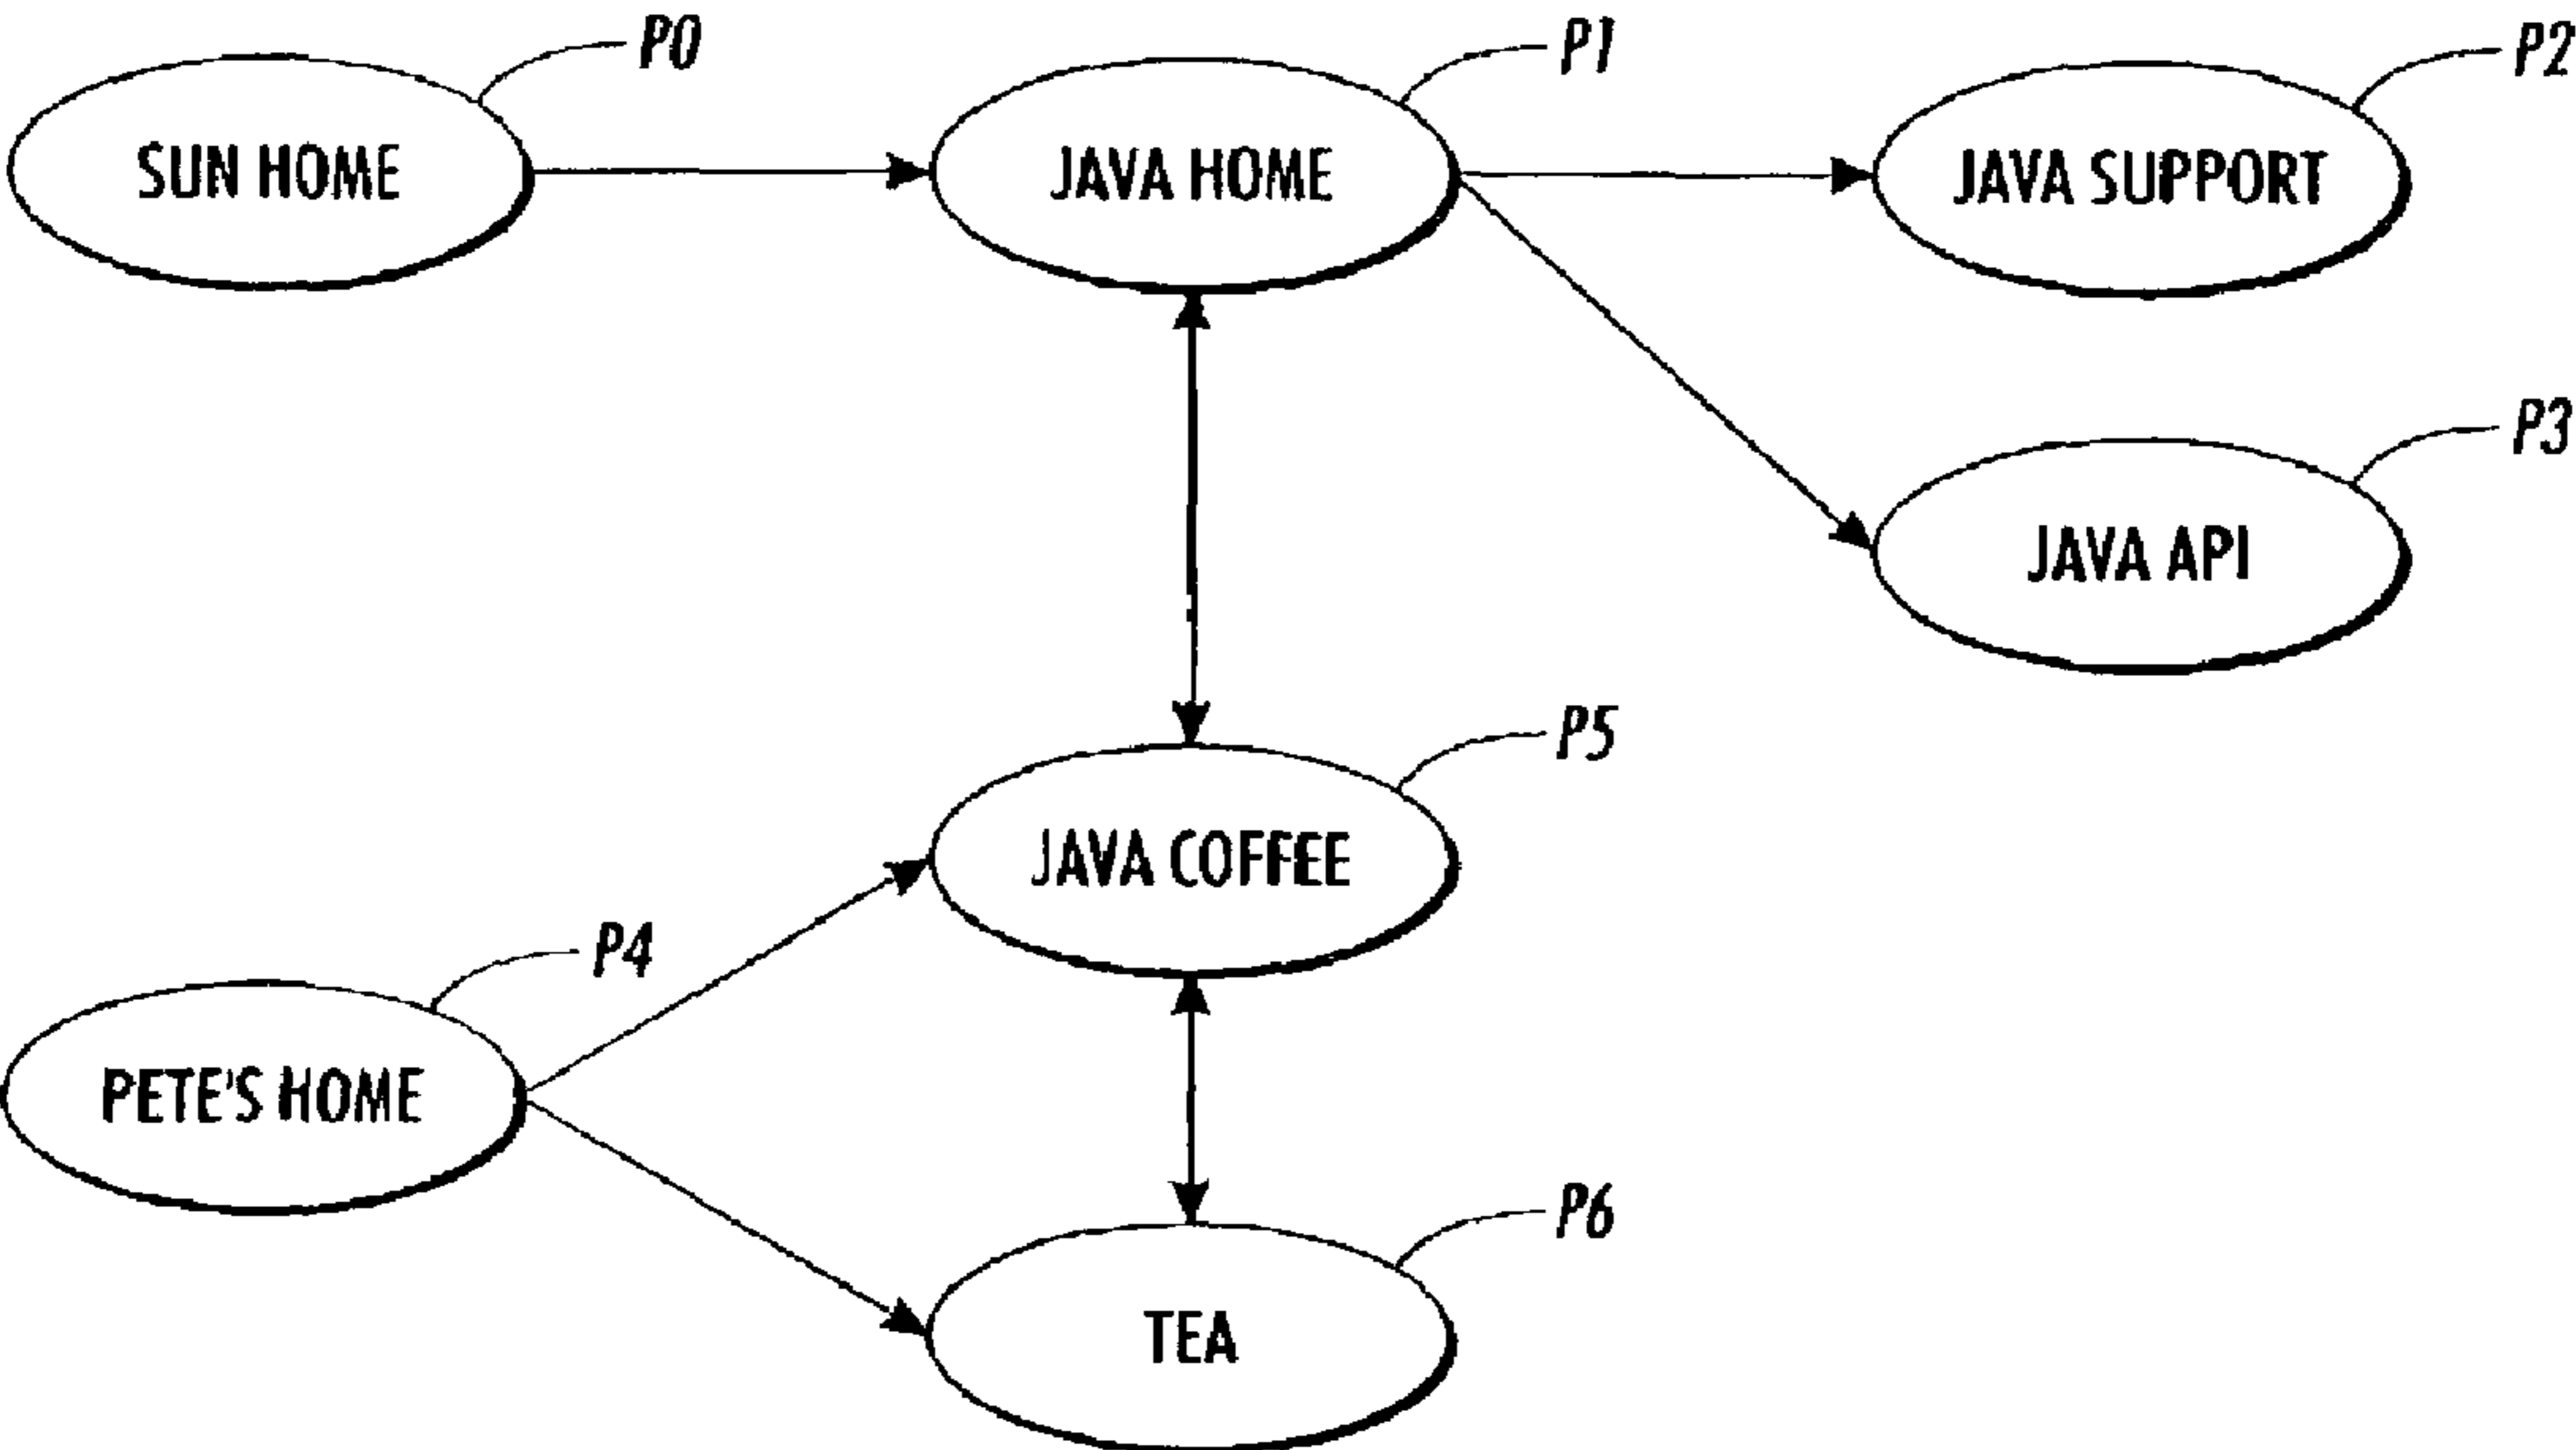 P0
SUN HOME
P1
JAVA HOME
P2
JAVA SUPPORT
P3
JAVA API
P5
JAVA COFFEE
P4
PETE'S HOME
P6
TEA